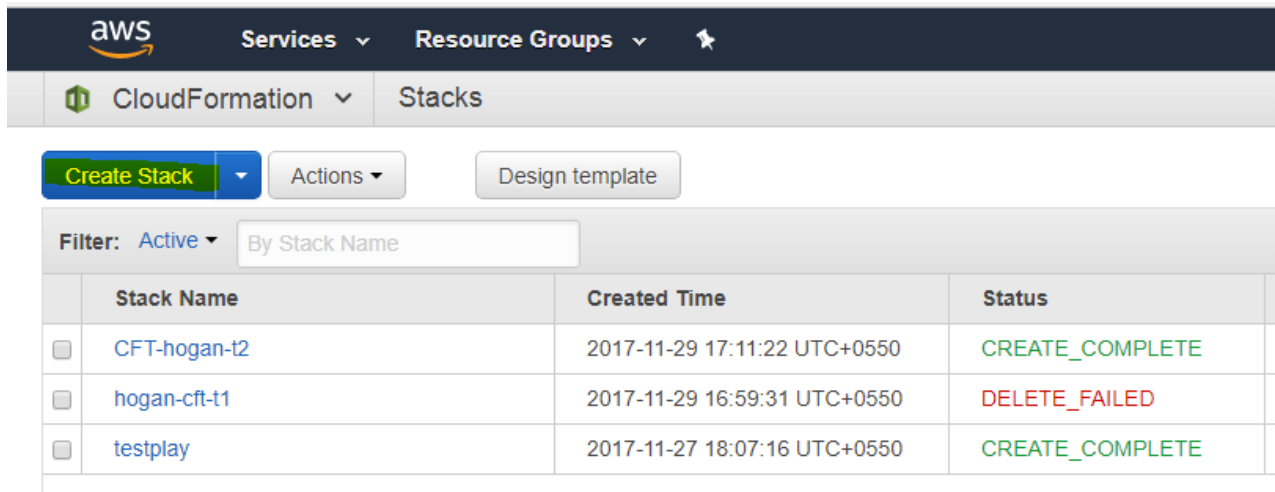 aws Services Resource Groups
CloudFormation Stacks
Create Stack Actions Design template
Filter: Active By Stack Name
Stack Name Created Time Status
CFT-hogan-t2 2017-11-29 17:11:22 UTC+0550 CREATE_COMPLETE
hogan-cft-t1 2017-11-29 16:59:31 UTC+0550 DELETE_FAILED
testplay 2017-11-27 18:07:16 UTC+0550 CREATE_COMPLETE